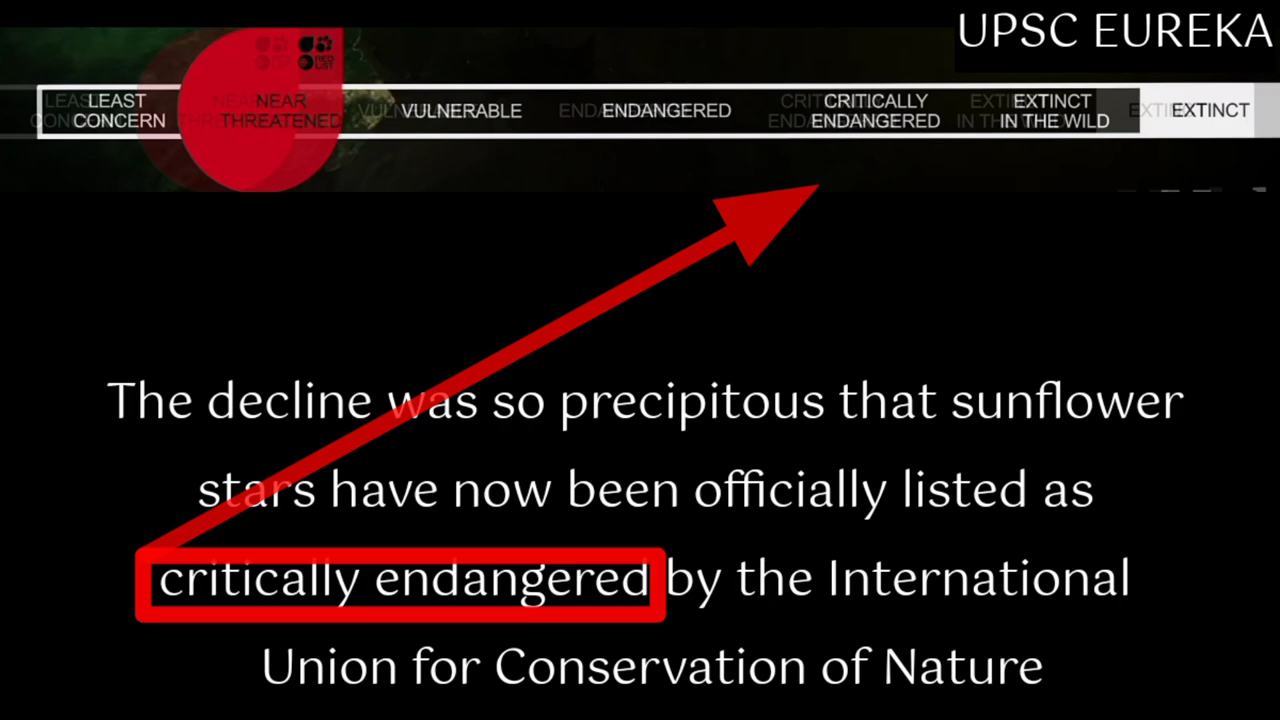 UPSC EUREKA
RED
LIST
LEAST
CONCERN
NEAR
THREATENED
VULNERABLE
ENDANGERED
CRITICALLY
ENDANGERED
EXTINCT
IN THE WILD
EXTINCT
The decline was so precipitous that sunflower
stars have now been officially listed as
critically endangered by the International
Union for Conservation of Nature